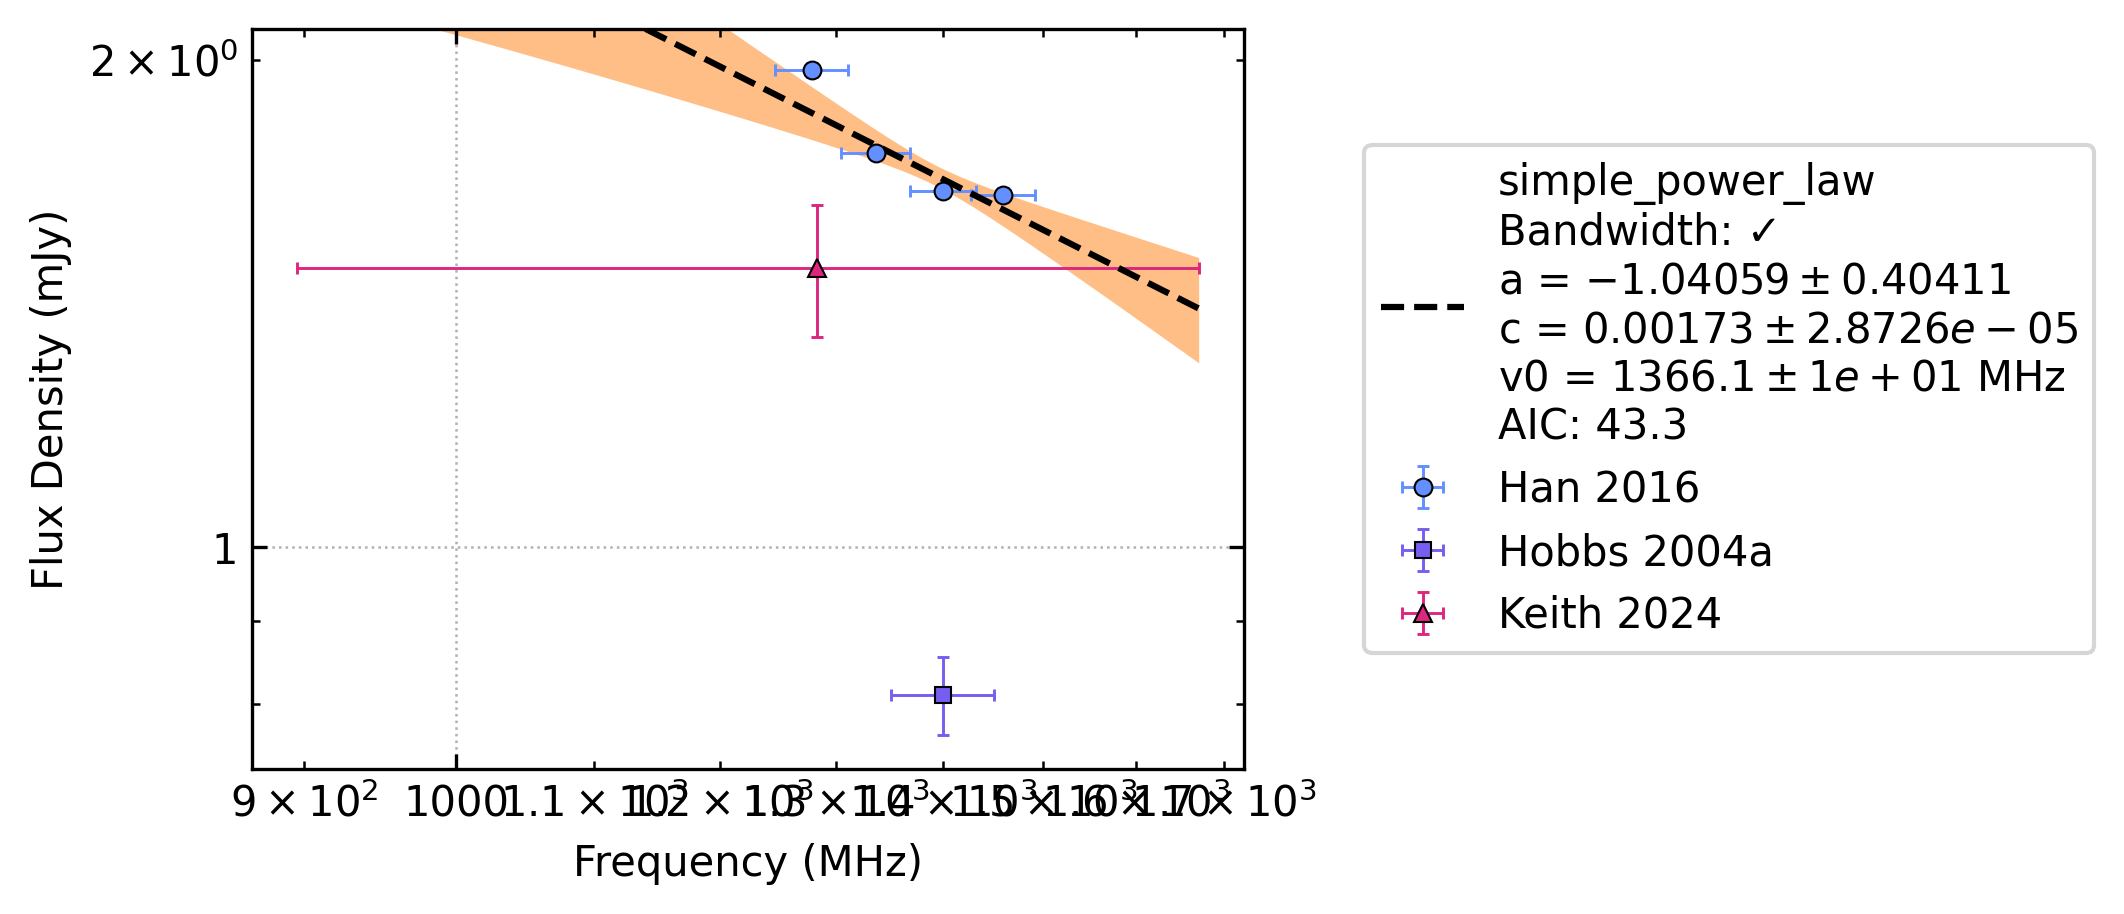 2×10⁰
1
Flux Density (mJy)
9×10² 1000 1.1×10³ 1.2×10³ 1.3×10³ 1.4×10³ 1.5×10³ 1.6×10³ 1.7×10³
Frequency (MHz)
simple_power_law
Bandwidth: ✓
a = −1.04059±0.40411
c = 0.00173±2.8726e−05
v0 = 1366.1±1e+01 MHz
AIC: 43.3
Han 2016
Hobbs 2004a
Keith 2024